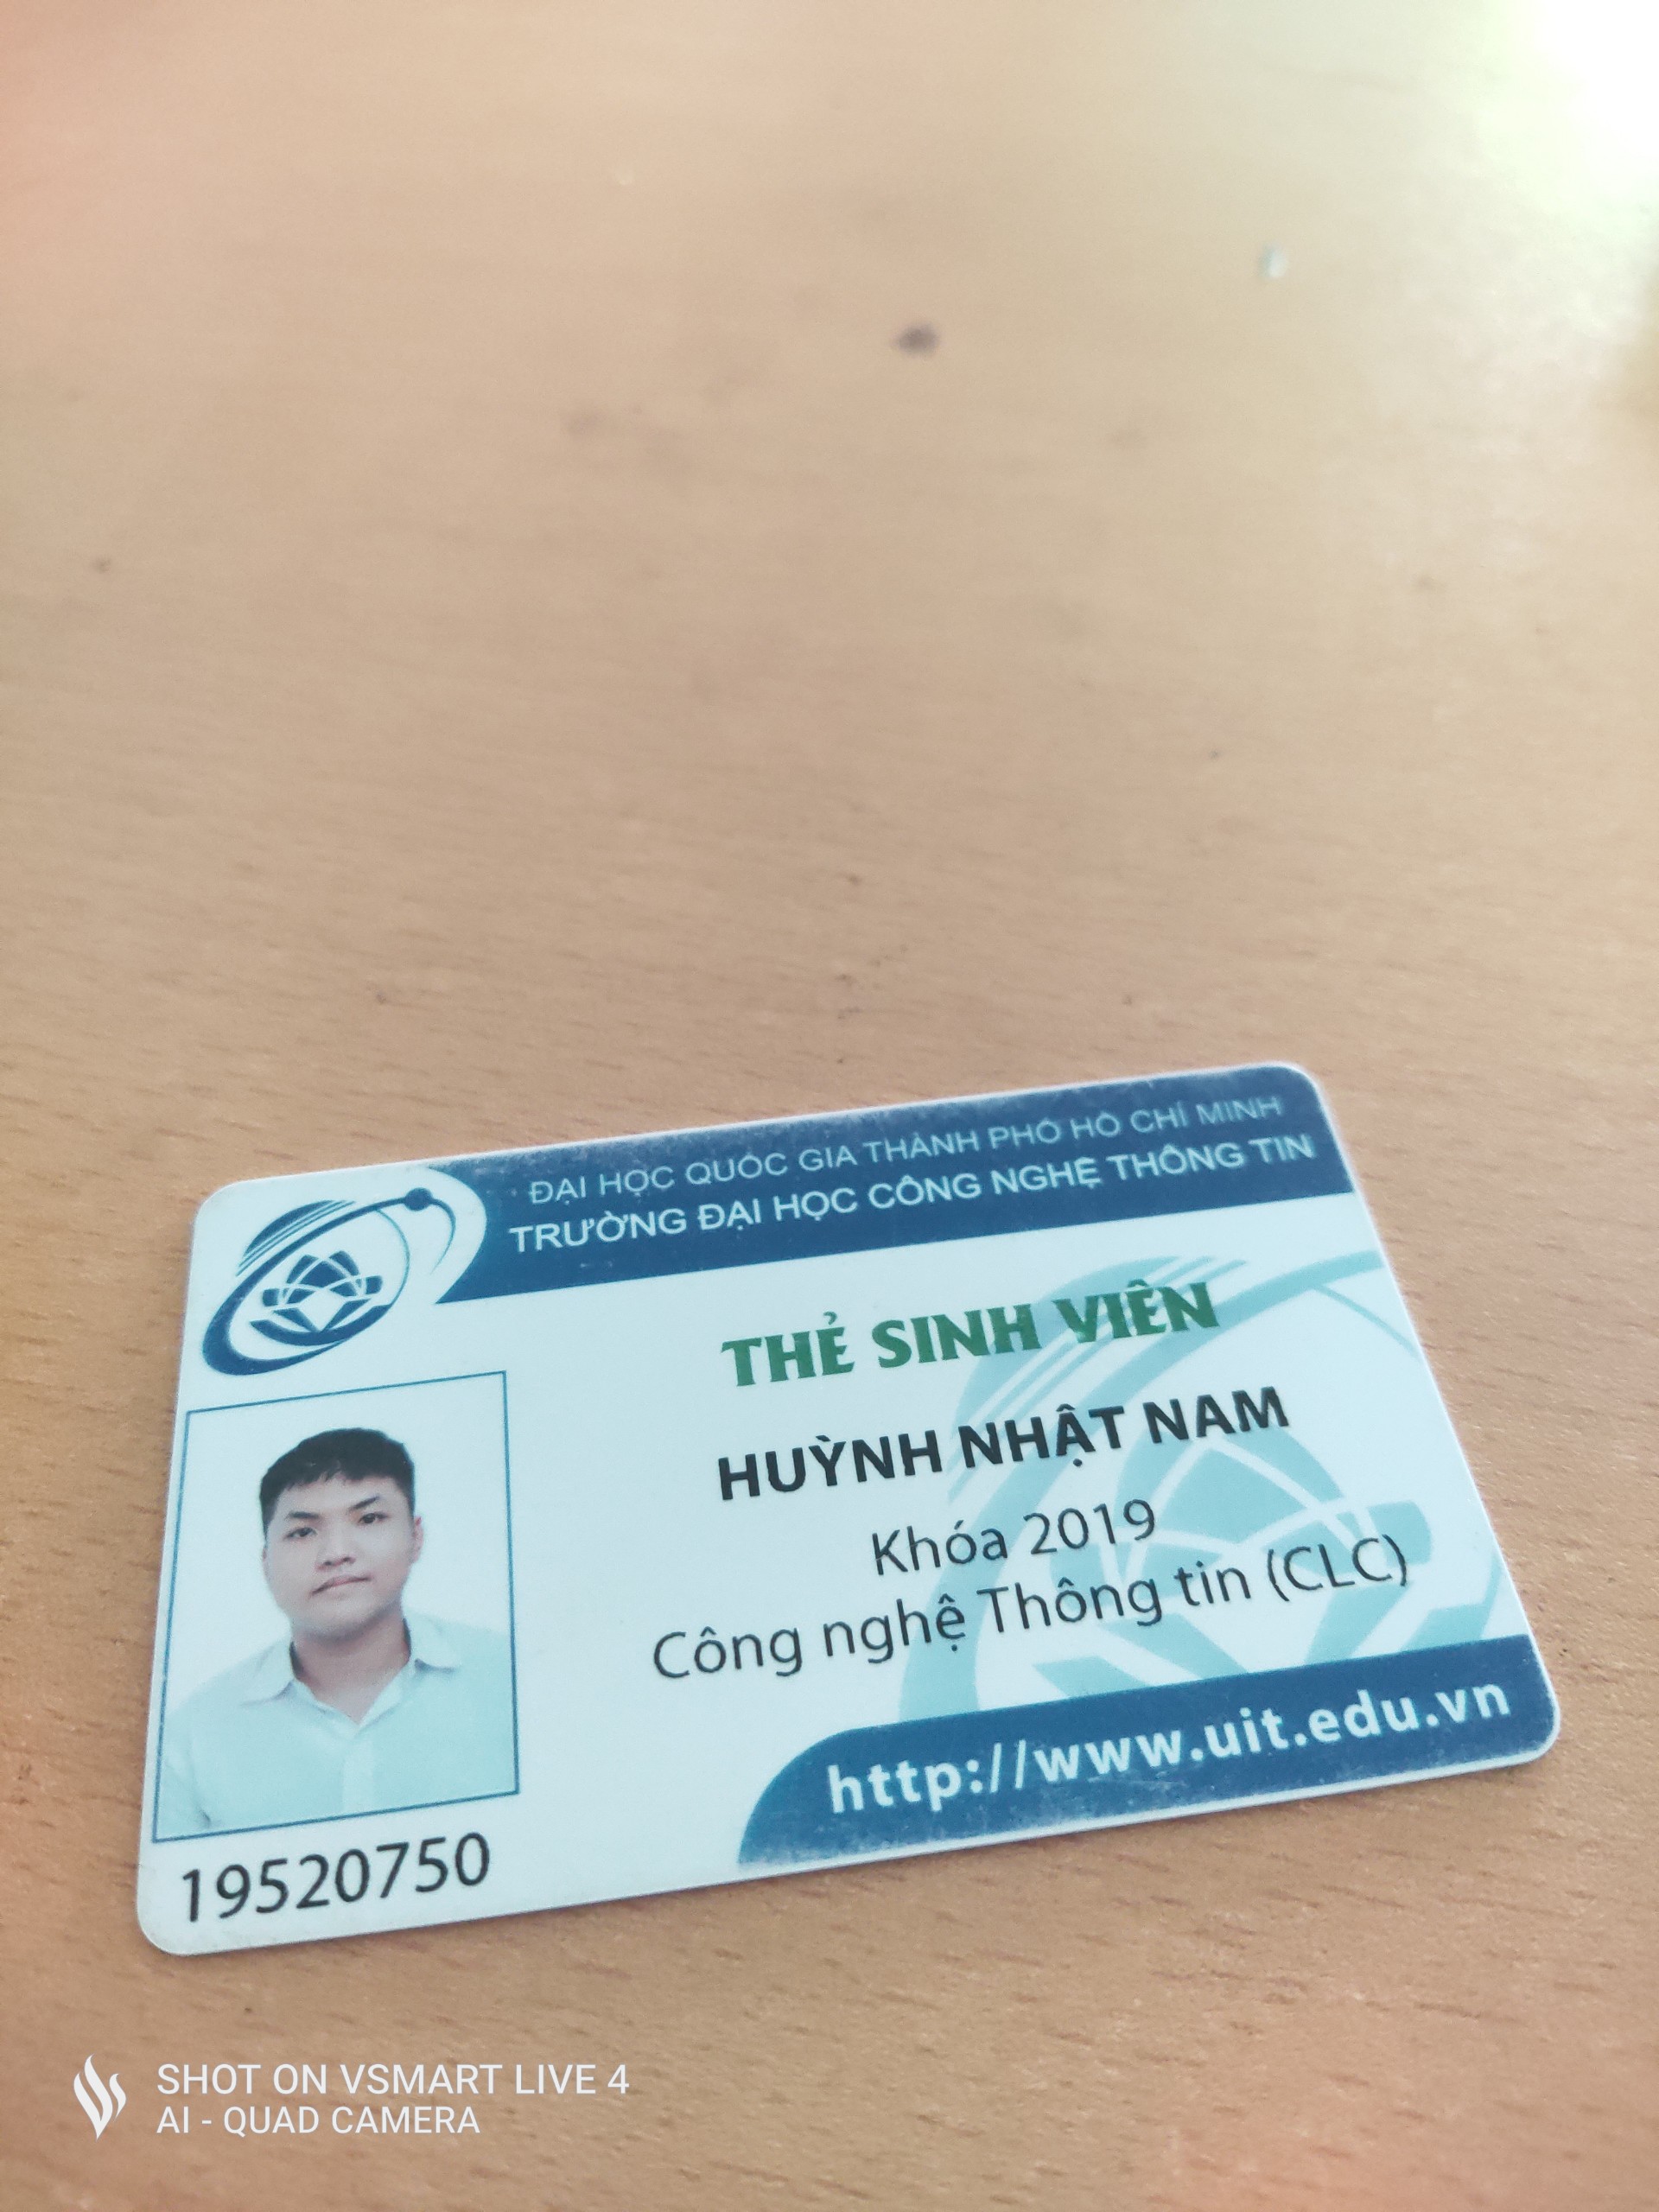 ĐẠI HỌC QUỐC GIA THÀNH PHỐ HỒ CHÍ MINH
TRƯỜNG ĐẠI HỌC CÔNG NGHỆ THÔNG TIN
THẺ SINH VIÊN
HUỲNH NHẬT NAM
Khóa 2019
Công nghệ Thông tin (CLC)
http://www.uit.edu.vn
19520750
SHOT ON VSMART LIVE 4
AI - QUAD CAMERA